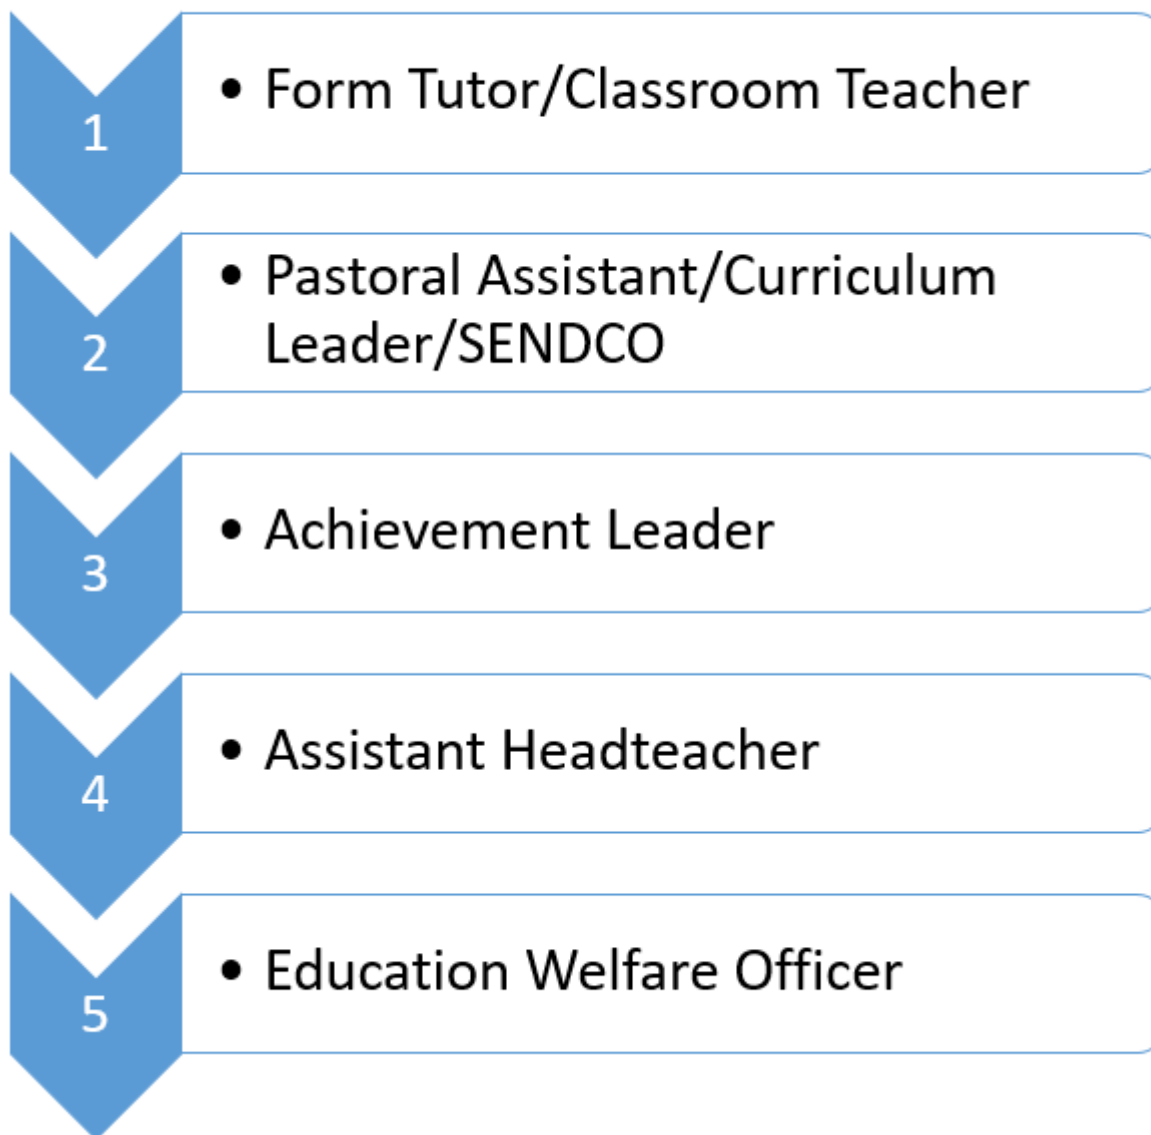 1
• Form Tutor/Classroom Teacher
2
• Pastoral Assistant/Curriculum
Leader/SENDCO
3
• Achievement Leader
4
• Assistant Headteacher
5
• Education Welfare Officer